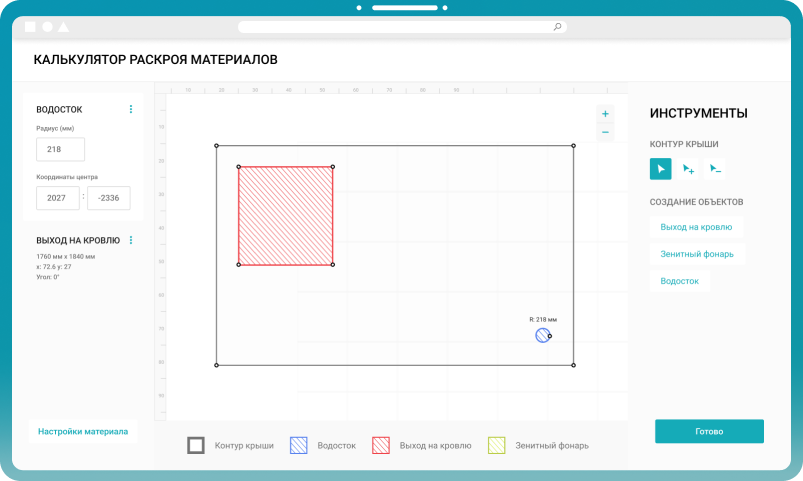 КАЛЬКУЛЯТОР РАСКРОЯ МАТЕРИАЛОВ
ВОДОСТОК
Радиус (мм)
218
Координаты центра
2027 : -2336
ВЫХОД НА КРОВЛЮ
1760 мм x 1840 мм
x: 72.6 y: 27
Угол: 0°
Настройки материала
10 20 30 40 50 60 70 80 90
10
20
30
40
50
60
70
80
90
+
−
R: 218 мм
Контур крыши
Водосток
Выход на кровлю
Зенитный фонарь
ИНСТРУМЕНТЫ
КОНТУР КРЫШИ
СОЗДАНИЕ ОБЪЕКТОВ
Выход на кровлю
Зенитный фонарь
Водосток
Готово